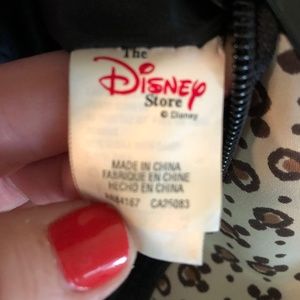 The
DISNEY
Store
© Disney
MADE IN CHINA
FABRIQUE EN CHINE
HECHO EN CHINA
CA25083